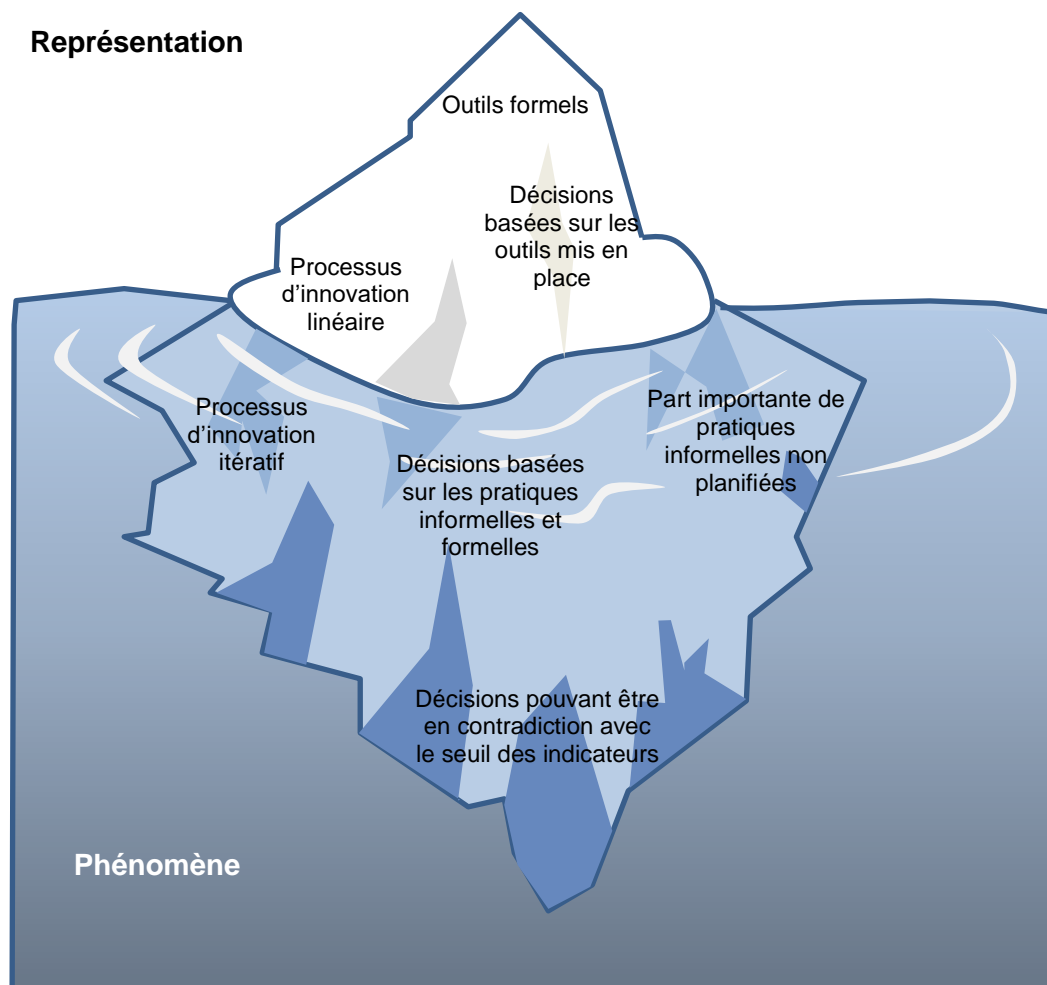 Représentation
Outils formels
Décisions
basées sur les
outils mis en
place
Processus
d’innovation
linéaire
Processus
d’innovation
itératif
Décisions basées
sur les pratiques
informelles et
formelles
Part importante de
pratiques
informelles non
planifiées
Décisions pouvant être
en contradiction avec
le seuil des indicateurs
Phénomène